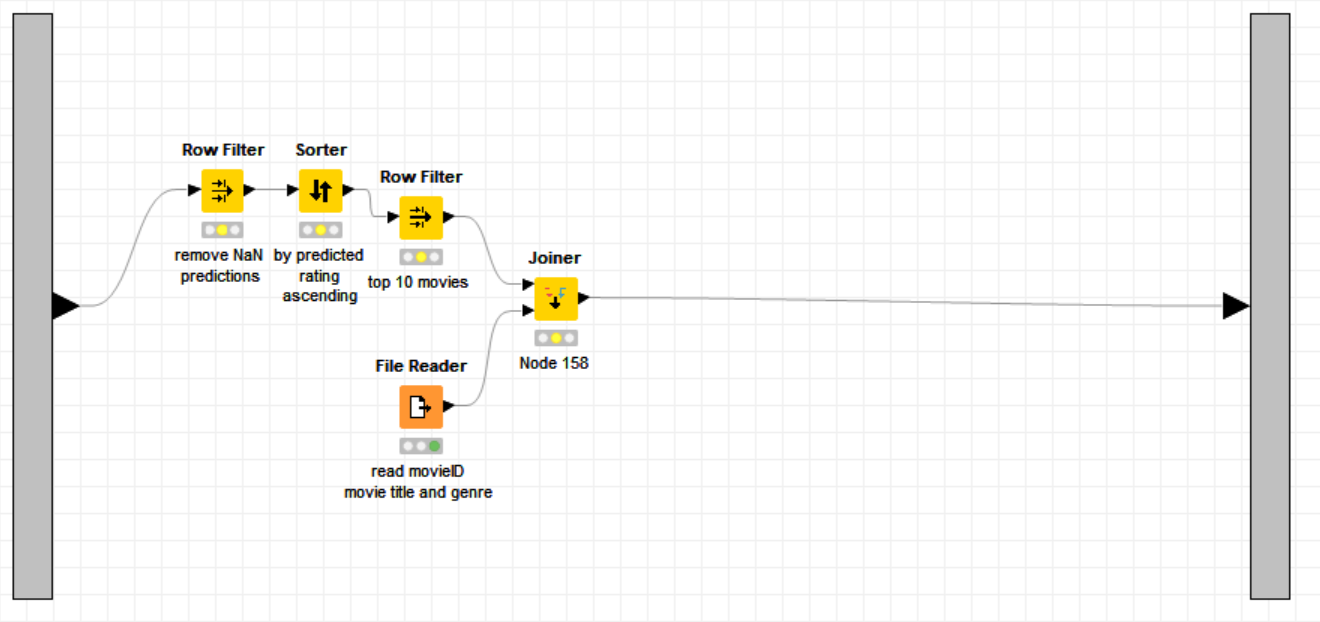 Row Filter
remove NaN
predictions
Sorter
by predicted
rating
ascending
Row Filter
top 10 movies
Joiner
Node 158
File Reader
read movieID
movie title and genre